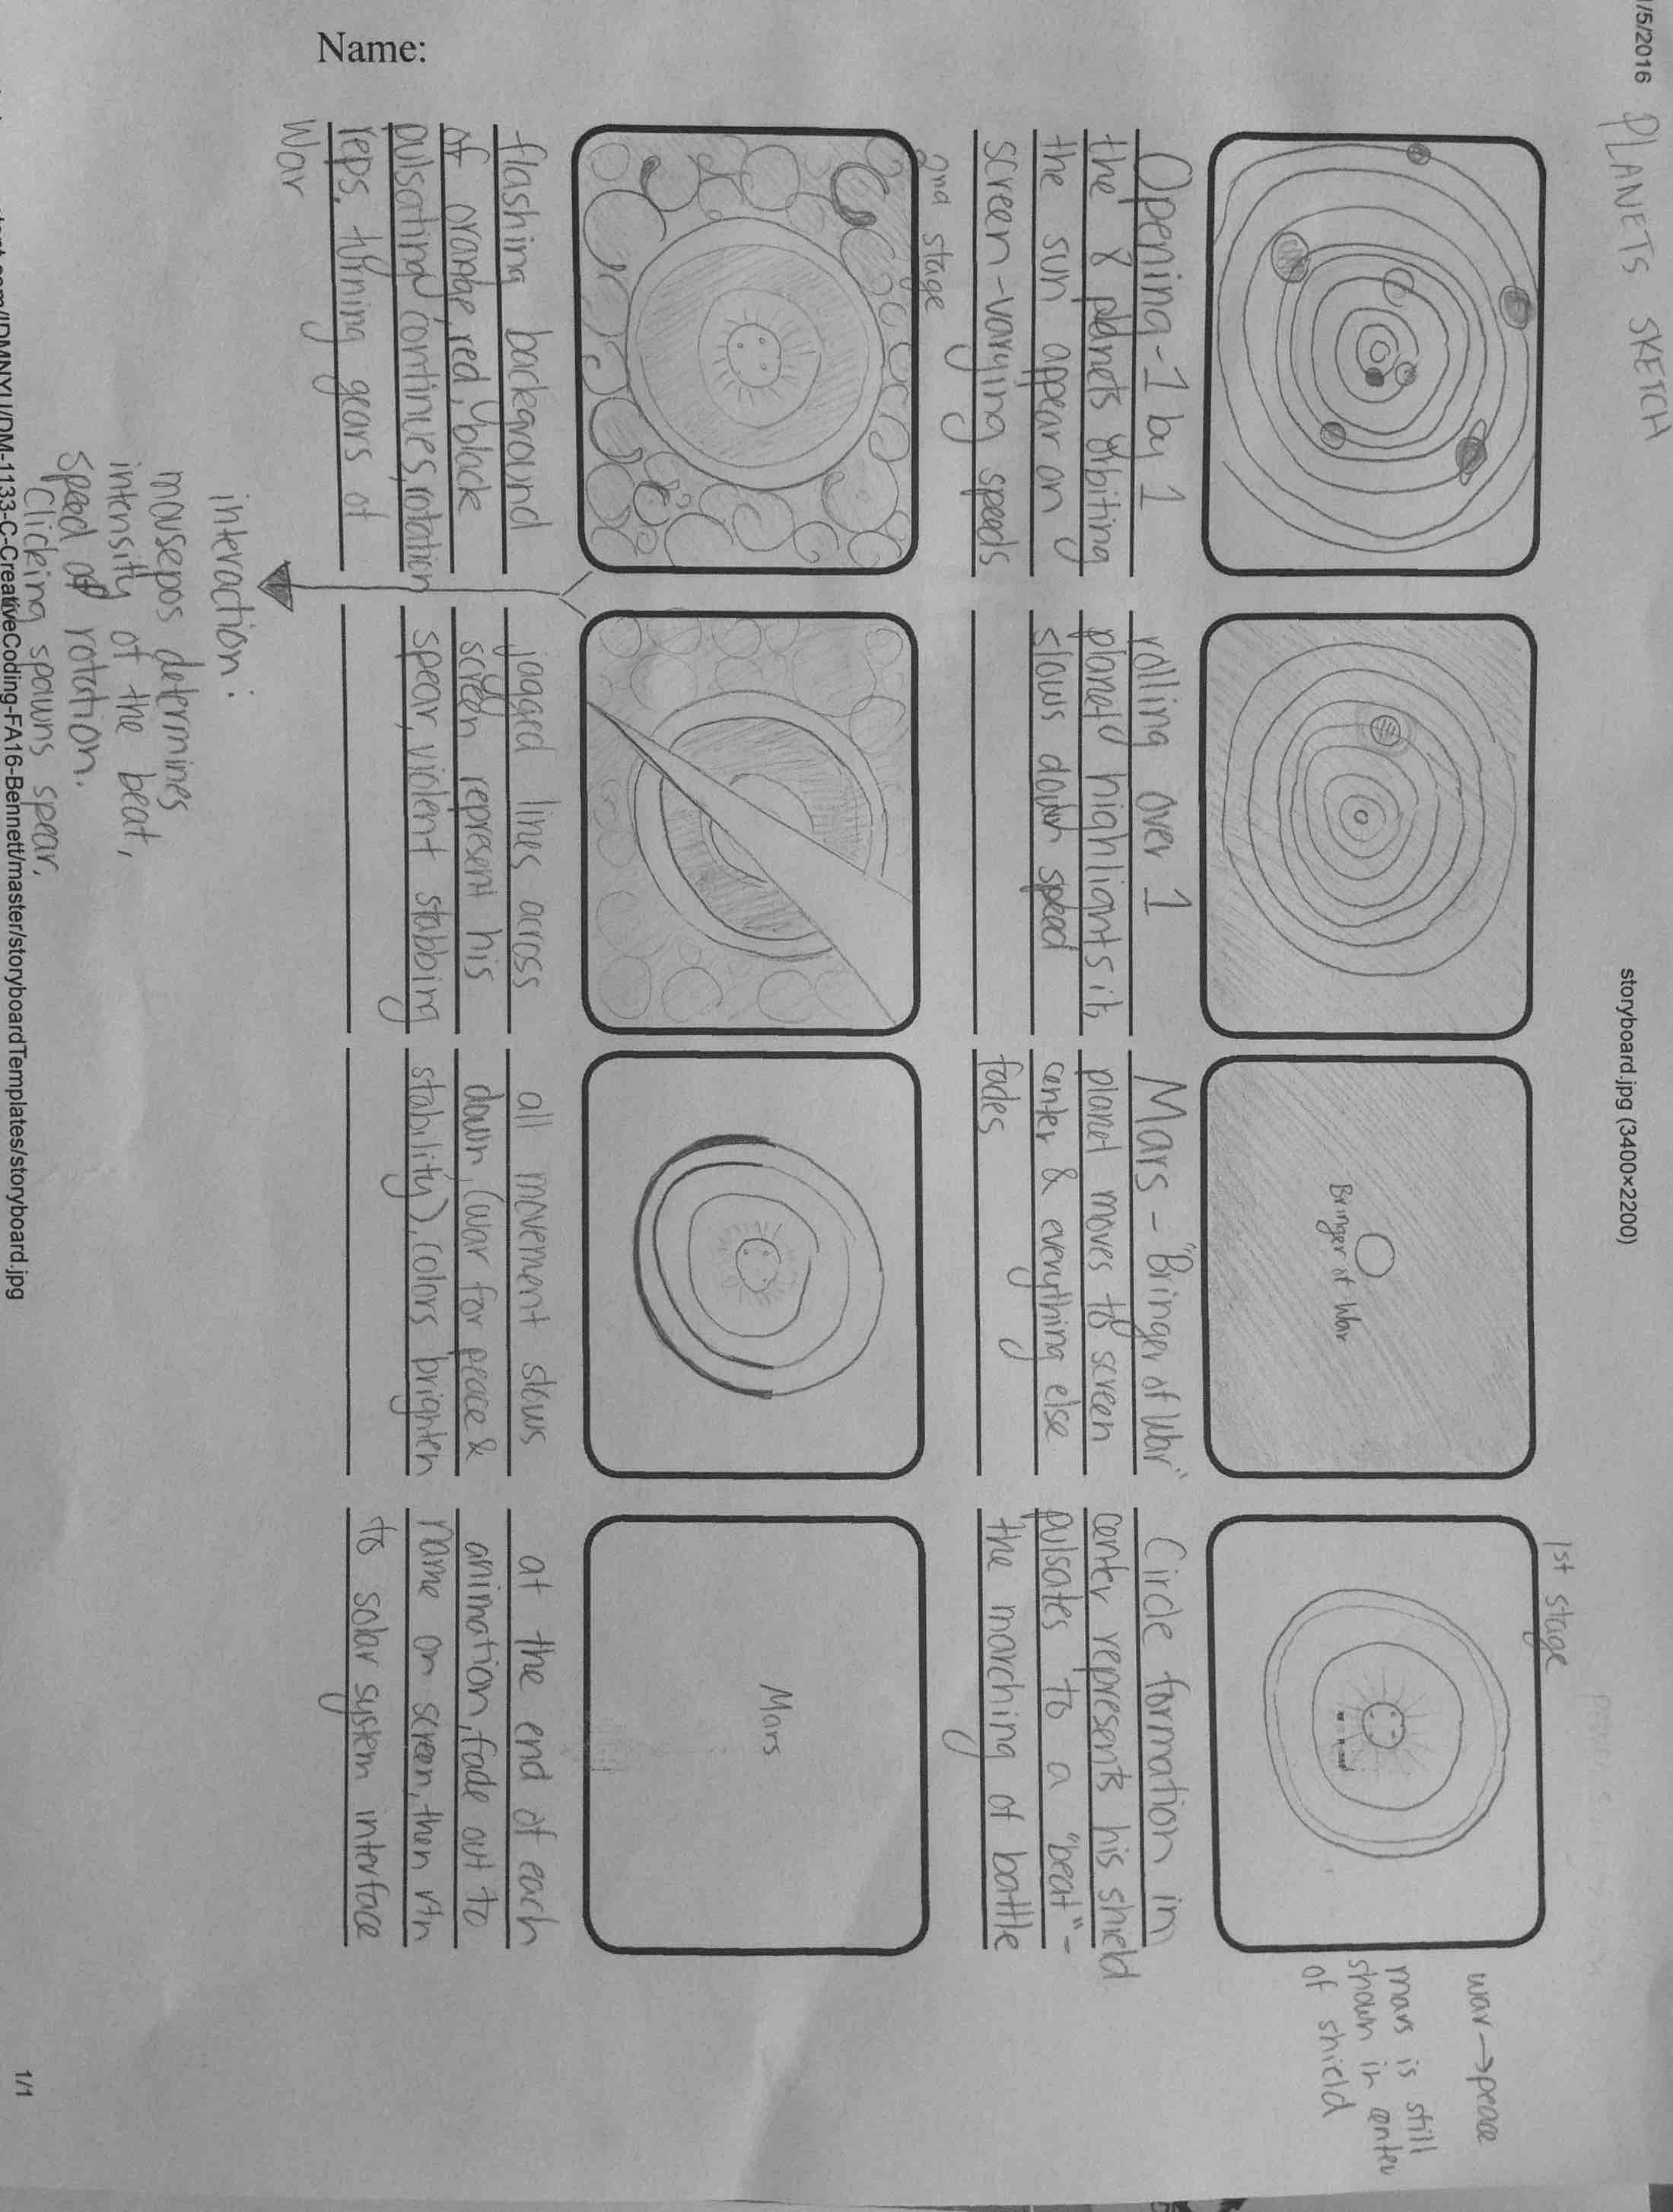 1/5/2016
storyboard.jpg (3400×2200)
PLANETS SKETCH
1st stage
war→peace
mars is still
shown in center
of shield
Bringer of War
Opening-1 by 1
the 8 planets orbiting
the sun appear on
screen-varying speeds
rolling over 1
planet highlights it,
slows down speed
Mars - "Bringer of War"
planet moves to screen
center & everything else
fades
Circle formation in
center represents his shield
pulsates to a "beat"-
the marching of battle
2nd stage
Mars
flashing background
of orange, red, black
pulsating continues, rotation
reps. turning gears of
war
jagged lines across
screen represent his
spear, violent stabbing
all movement slows
down, (war for peace &
stability), colors brighten
at the end of each
animation, fade out to
name on screen, then rtn
to solar system interface
Name:
interaction:
mousepos determines
intensity of the beat,
speed of rotation.
Clicking spawns spear.
/IDMNYU/DM-1133-C-CreativeCoding-FA16-Bennett/master/storyboardTemplates/storyboard.jpg
1/1